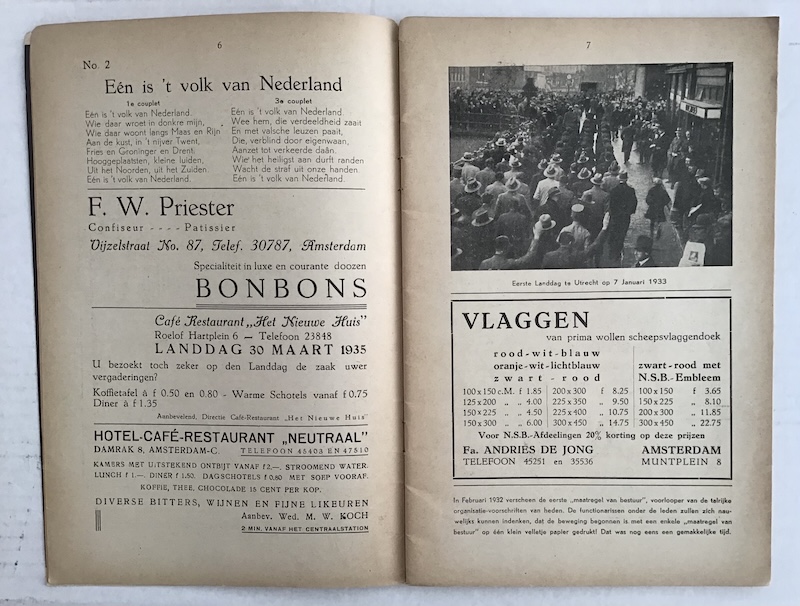 6
No. 2
Eén is 't volk van Nederland
1e couplet
Eén is 't volk van Nederland.
Wie daar wroet in donkre mijn,
Wie daar woont langs Maas en Rijn
Aan de kust, in 't nijver Twent,
Fries en Groninger en Drent.
Hooggeplaatsten, kleine luiden,
Uit het Noorden, uit het Zuiden.
Eén is 't volk van Nederland.
3e couplet
Eén is 't volk van Nederland.
Wee hem, die verdeeldheid zaait
En met valsche leuzen paait,
Die, verblind door eigenwaan,
Aanzet tot verkeerde daân.
Wie' het heiligst aan durft randen
Wacht de straf uit onze handen.
Eén is 't volk van Nederland.
F. W. Priester
Confiseur - - - - Patissier
Vijzelstraat No. 87, Telef. 30787, Amsterdam
Specialiteit in luxe en courante doozen
BONBONS
Café Restaurant „Het Nieuwe Huis"
Roelof Hartplein 6 — Telefoon 23848
LANDDAG 30 MAART 1935
U bezoekt toch zeker op den Landdag de zaak uwer
vergaderingen?
Koffietafel à f 0.50 en 0.80 - Warme Schotels vanaf f 0.75
Diner à f 1.35
Aanbevelend, Directie Café-Restaurant „Het Nieuwe Huis"
HOTEL-CAFÉ-RESTAURANT „NEUTRAAL"
DAMRAK 8, AMSTERDAM-C. TELEFOON 45403 EN 47510
KAMERS MET UITSTEKEND ONTBIJT VANAF f 2.—. STROOMEND WATER.
LUNCH f 1.—. DINER f 1.50. DAGSCHOTELS f 0.80 MET SOEP VOORAF.
KOFFIE, THEE, CHOCOLADE 15 CENT PER KOP.
DIVERSE BITTERS, WIJNEN EN FIJNE LIKEUREN
Aanbev. Wed. M. W. KOCH
2 MIN. VANAF HET CENTRAALSTATION
7
Eerste Landdag te Utrecht op 7 Januari 1933
VLAGGEN
van prima wollen scheepsvlaggendoek
rood-wit-blauw
oranje-wit-lichtblauw
zwart - rood
zwart-rood met
N.S.B.-Embleem
100 x 150 c.M. f 1.85 200 x 300 f 8.25 100 x 150 f 3.65
125 x 200 „ „ 4.00 225 x 350 „ 9.50 150 x 225 „ 8.10
150 x 225 „ „ 4.50 225 x 400 „ 10.75 200 x 300 „ 11.85
150 x 300 „ „ 6.00 300 x 450 „ 14.75 300 x 450 „ 22.75
Voor N.S.B.-Afdeelingen 20% korting op deze prijzen
Fa. ANDRIËS DE JONG AMSTERDAM
TELEFOON 45251 en 35536 MUNTPLEIN 8
In Februari 1932 verscheen de eerste „maatregel van bestuur", voorlooper van de talrijke
organisatie-voorschriften van heden. De functionarissen onder de leden zullen zich nau-
welijks kunnen indenken, dat de beweging begonnen is met een enkele „maatregel van
bestuur" op één klein velletje papier gedrukt! Dat was nog eens een gemakkelijke tijd.